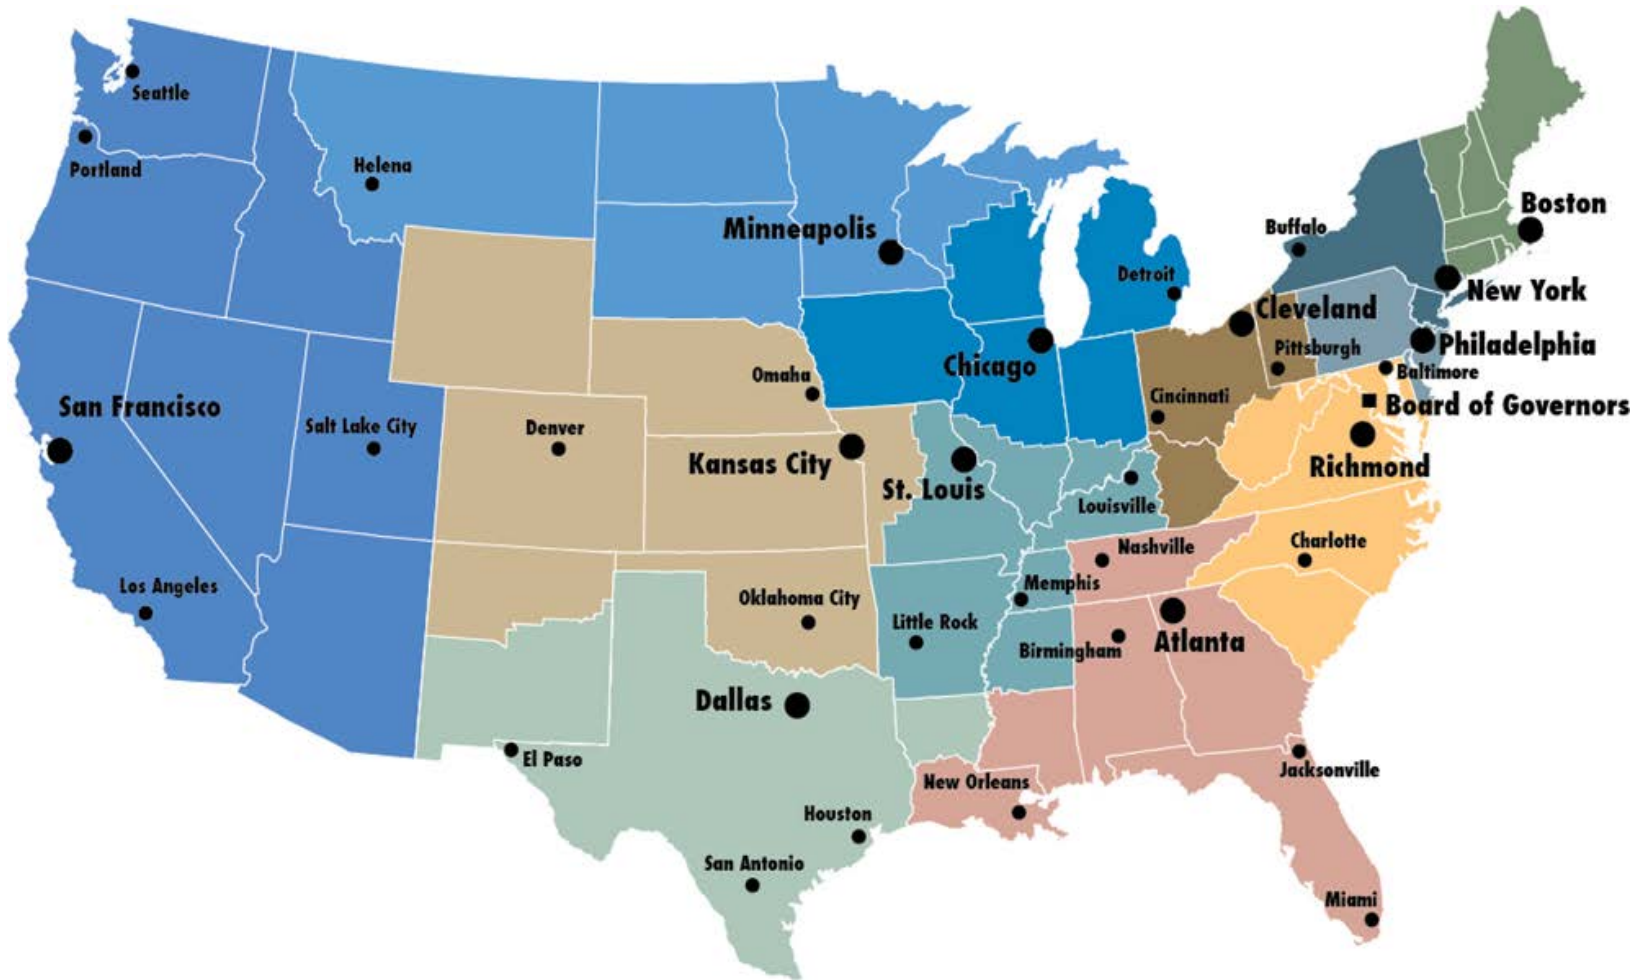 Seattle
Portland
Helena
Minneapolis
Boston
Buffalo
Detroit
New York
Cleveland
Philadelphia
Pittsburgh
Chicago
Baltimore
Omaha
Cincinnati
Board of Governors
San Francisco
Salt Lake City
Denver
Kansas City
Richmond
St. Louis
Louisville
Nashville
Charlotte
Los Angeles
Memphis
Oklahoma City
Little Rock
Birmingham
Atlanta
Dallas
El Paso
Jacksonville
New Orleans
Houston
San Antonio
Miami